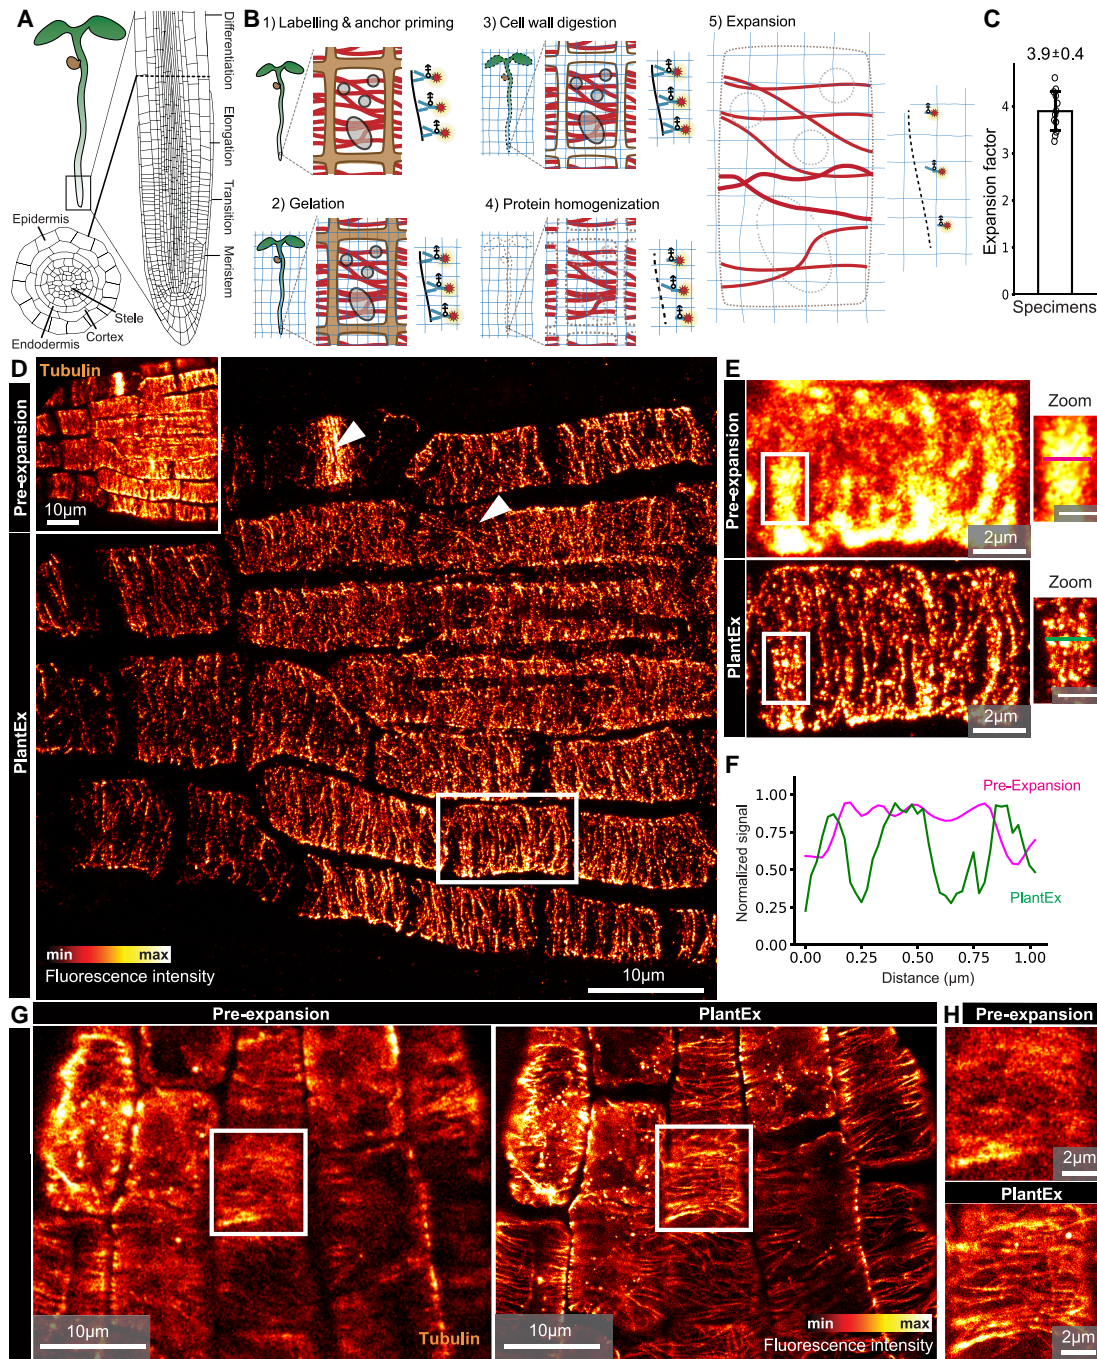 A
Differentiation
Elongation
Transition
Meristem
Epidermis
Stele
Cortex
Endodermis
B
1) Labelling & anchor priming
2) Gelation
3) Cell wall digestion
4) Protein homogenization
5) Expansion
C
3.9±0.4
Expansion factor
4
3
2
1
0
Specimens
D
Pre-expansion
Tubulin
10μm
PlantEx
min max
Fluorescence intensity
10μm
E
Pre-expansion
2μm
Zoom
PlantEx
2μm
Zoom
F
Normalized signal
1.00
0.75
0.50
0.25
0.00
Pre-Expansion
PlantEx
0.00 0.25 0.50 0.75 1.00
Distance (μm)
G
Pre-expansion
10μm
Tubulin
PlantEx
10μm
min max
Fluorescence intensity
H
Pre-expansion
2μm
PlantEx
2μm